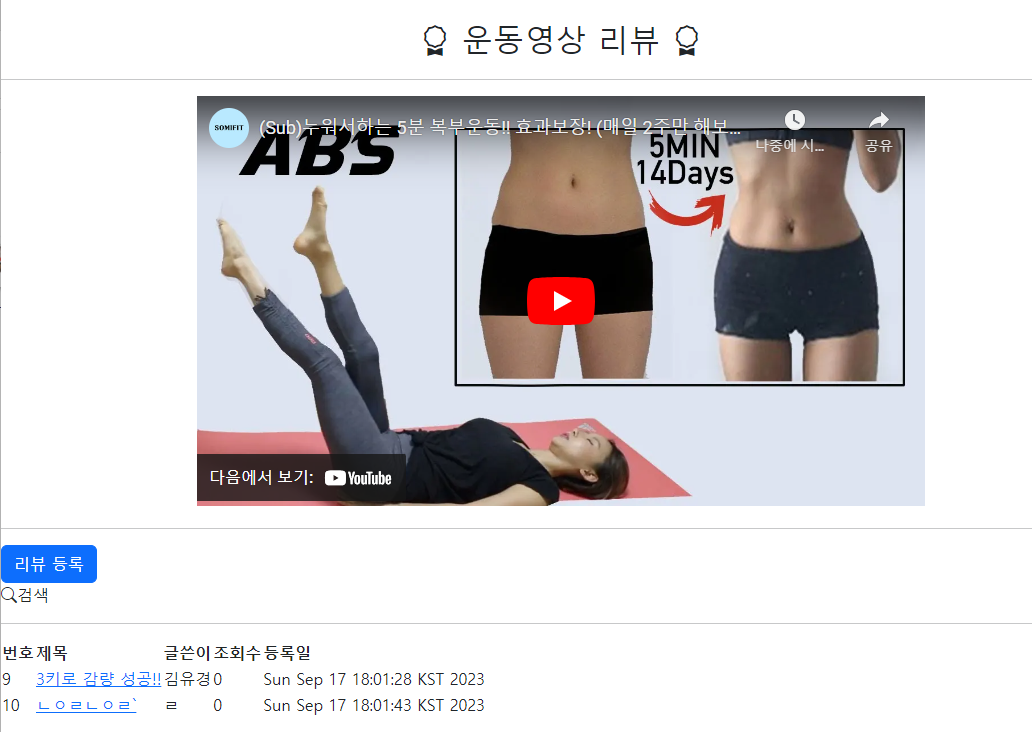 운동영상 리뷰
SOMIFIT
(Sub)누워서하는 5분 복부운동!! 효과보장! (매일 2주만 해보...
나중에 시...
공유
ABS
5MIN
14Days
다음에서 보기: YouTube
리뷰 등록
검색
번호 제목 글쓴이 조회수 등록일
9 3키로 감량 성공!! 김유경 0 Sun Sep 17 18:01:28 KST 2023
10 ㄴㅇㄹㄴㅇㄹ` ㄹ 0 Sun Sep 17 18:01:43 KST 2023